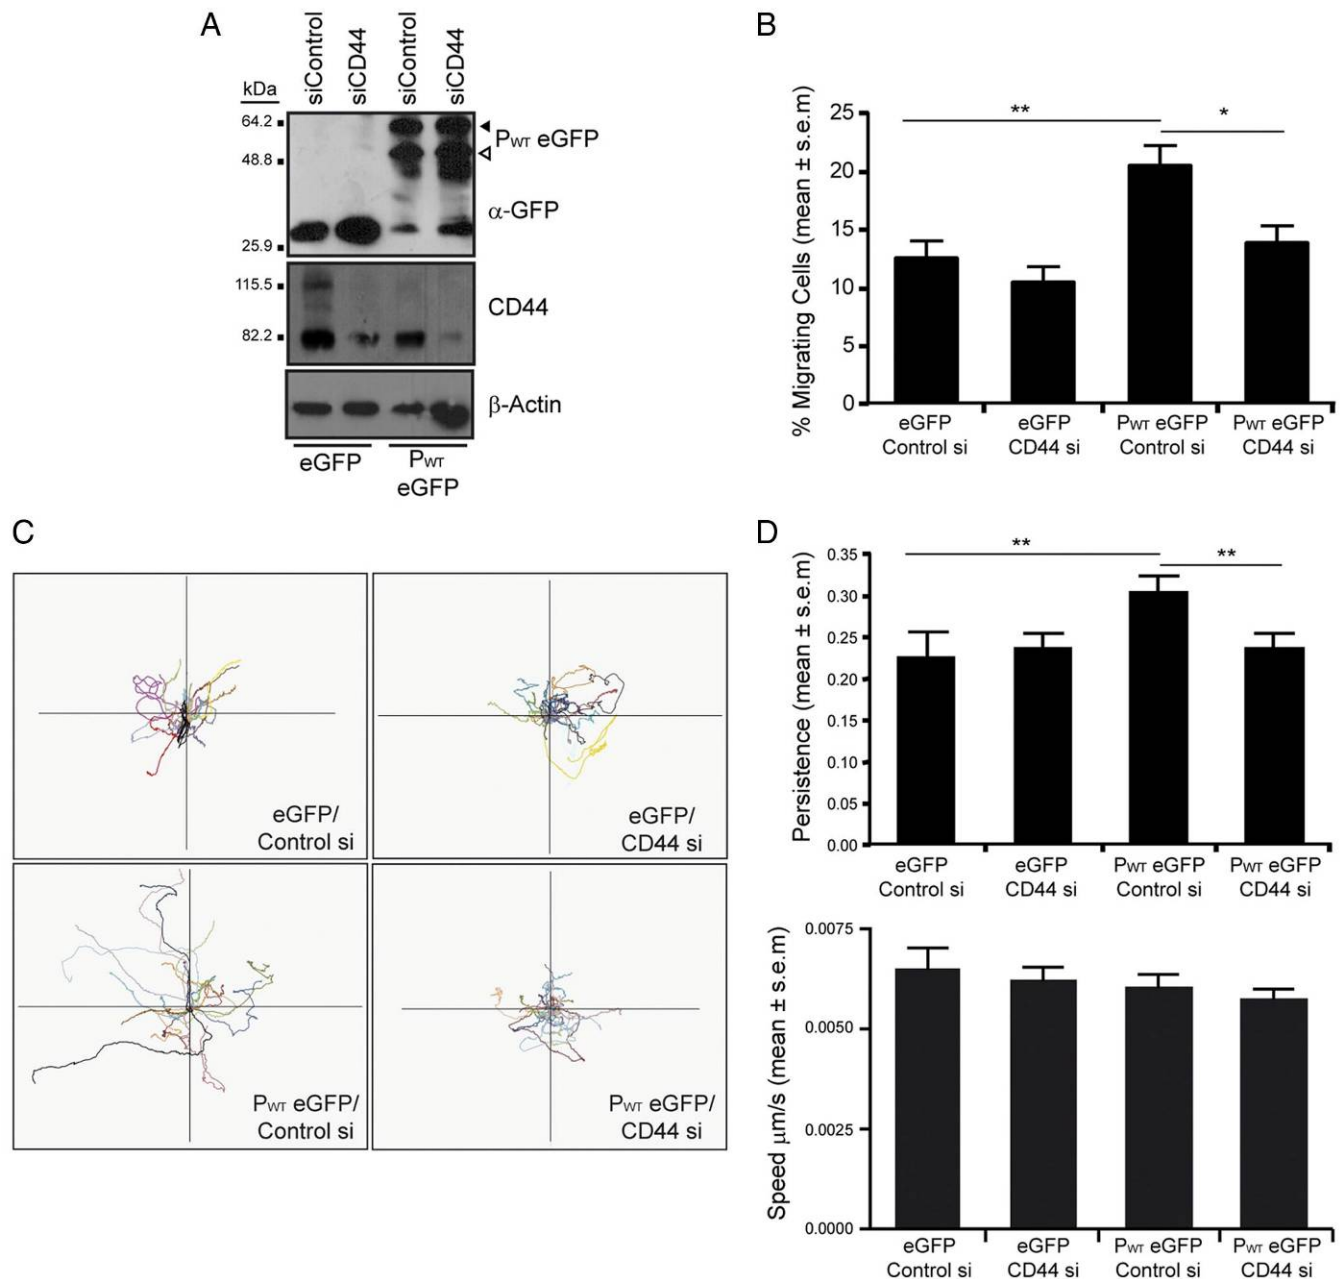 A
kDa
siControl
siCD44
siControl
siCD44
64.2
48.8
25.9
PWT eGFP
α-GFP
115.5
82.2
CD44
β-Actin
eGFP
PWT
eGFP
B
% Migrating Cells (mean ± s.e.m)
25
20
15
10
5
0
**
*
eGFP
Control si
eGFP
CD44 si
PWT eGFP
Control si
PWT eGFP
CD44 si
C
eGFP/
Control si
eGFP/
CD44 si
PWT eGFP/
Control si
PWT eGFP/
CD44 si
D
Persistence (mean ± s.e.m)
0.35
0.30
0.25
0.20
0.15
0.10
0.05
0.00
**
**
eGFP
Control si
eGFP
CD44 si
PWT eGFP
Control si
PWT eGFP
CD44 si
Speed μm/s (mean ± s.e.m)
0.0075
0.0050
0.0025
0.0000
eGFP
Control si
eGFP
CD44 si
PWT eGFP
Control si
PWT eGFP
CD44 si